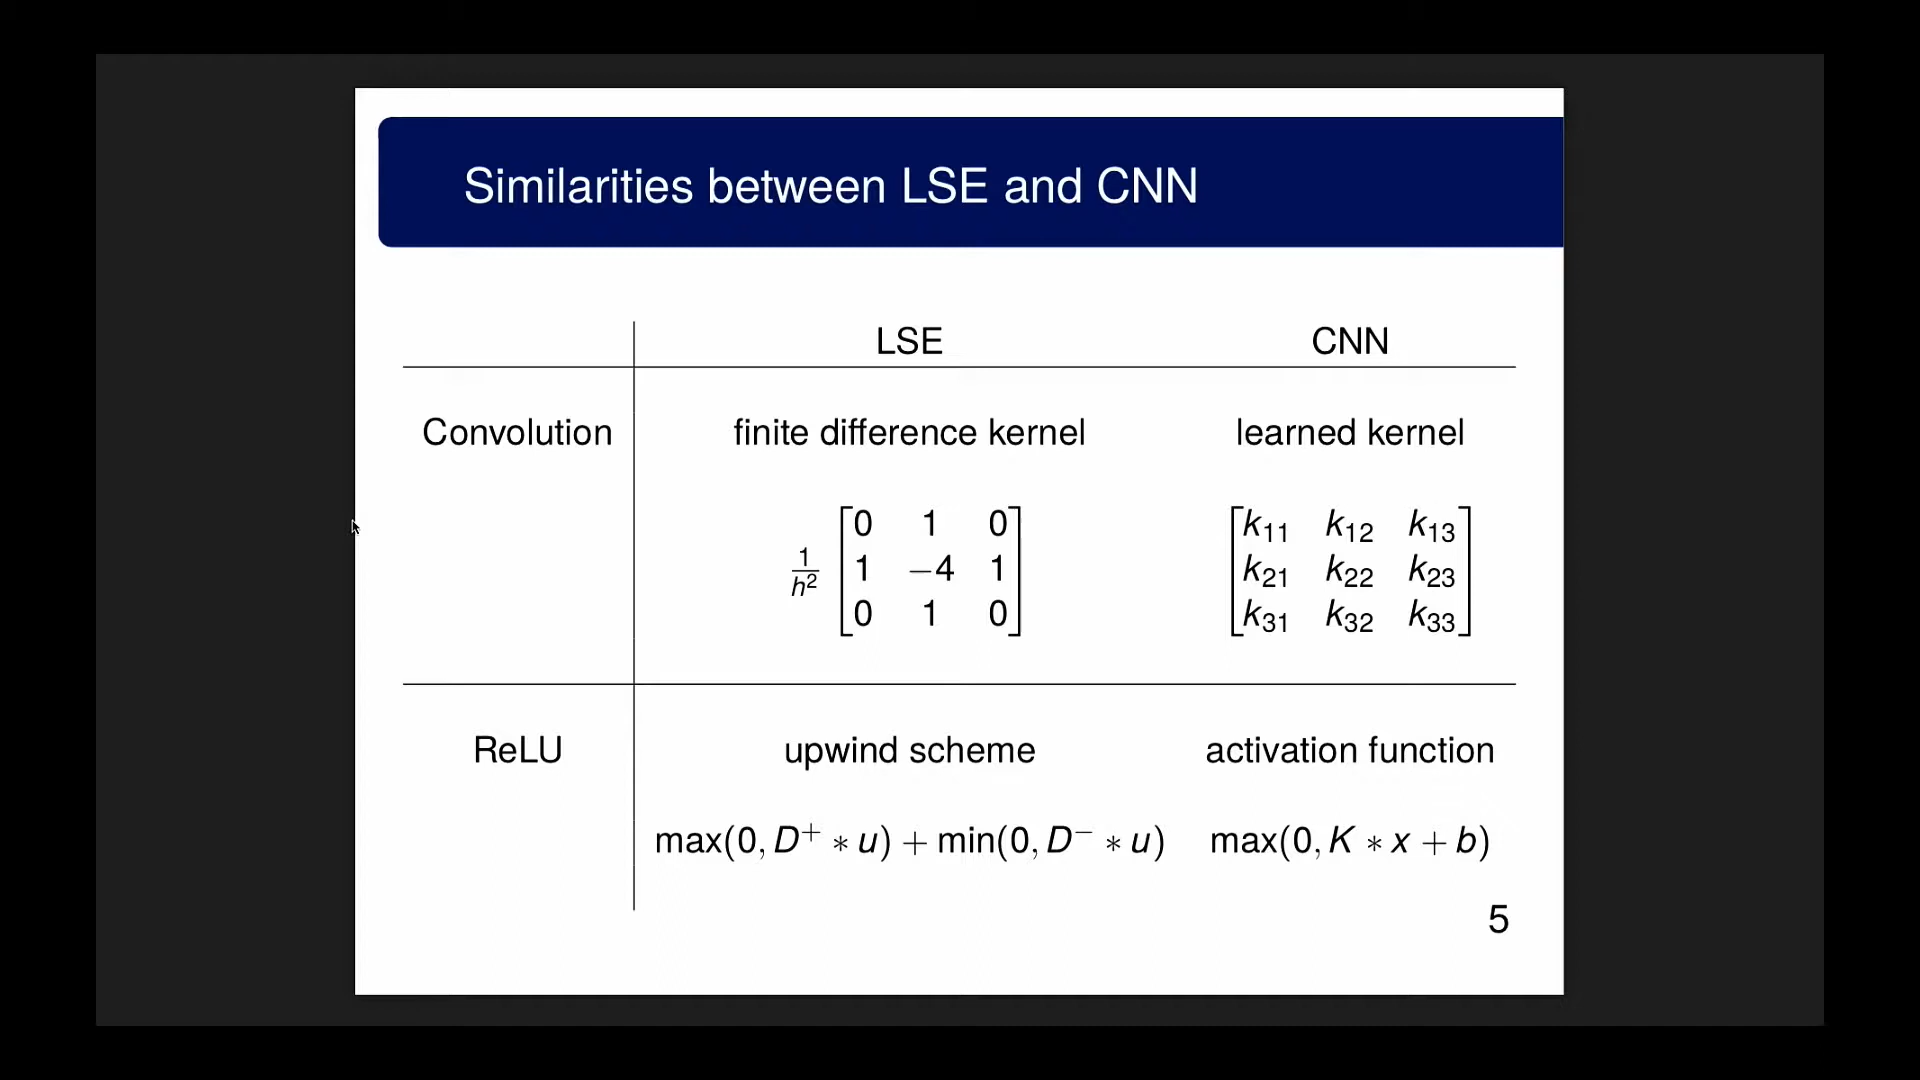 Similarities between LSE and CNN
LSE CNN
Convolution finite difference kernel learned kernel
1/h² [0 1 0; 1 −4 1; 0 1 0] [k₁₁ k₁₂ k₁₃; k₂₁ k₂₂ k₂₃; k₃₁ k₃₂ k₃₃]
ReLU upwind scheme activation function
max(0, D⁺ ∗ u) + min(0, D⁻ ∗ u) max(0, K ∗ x + b)
5